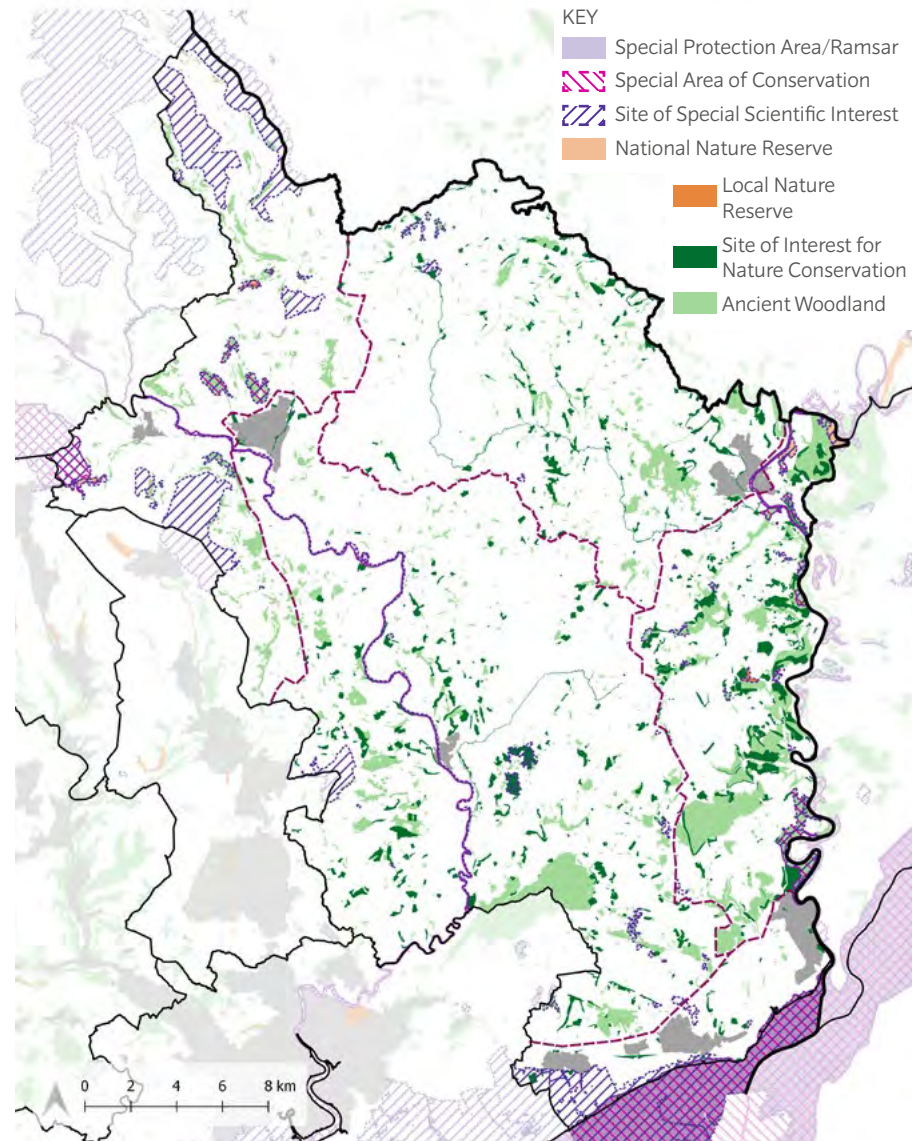 KEY
Special Protection Area/Ramsar
Special Area of Conservation
Site of Special Scientific Interest
National Nature Reserve
Local Nature
Reserve
Site of Interest for
Nature Conservation
Ancient Woodland
0 2 4 6 8 km